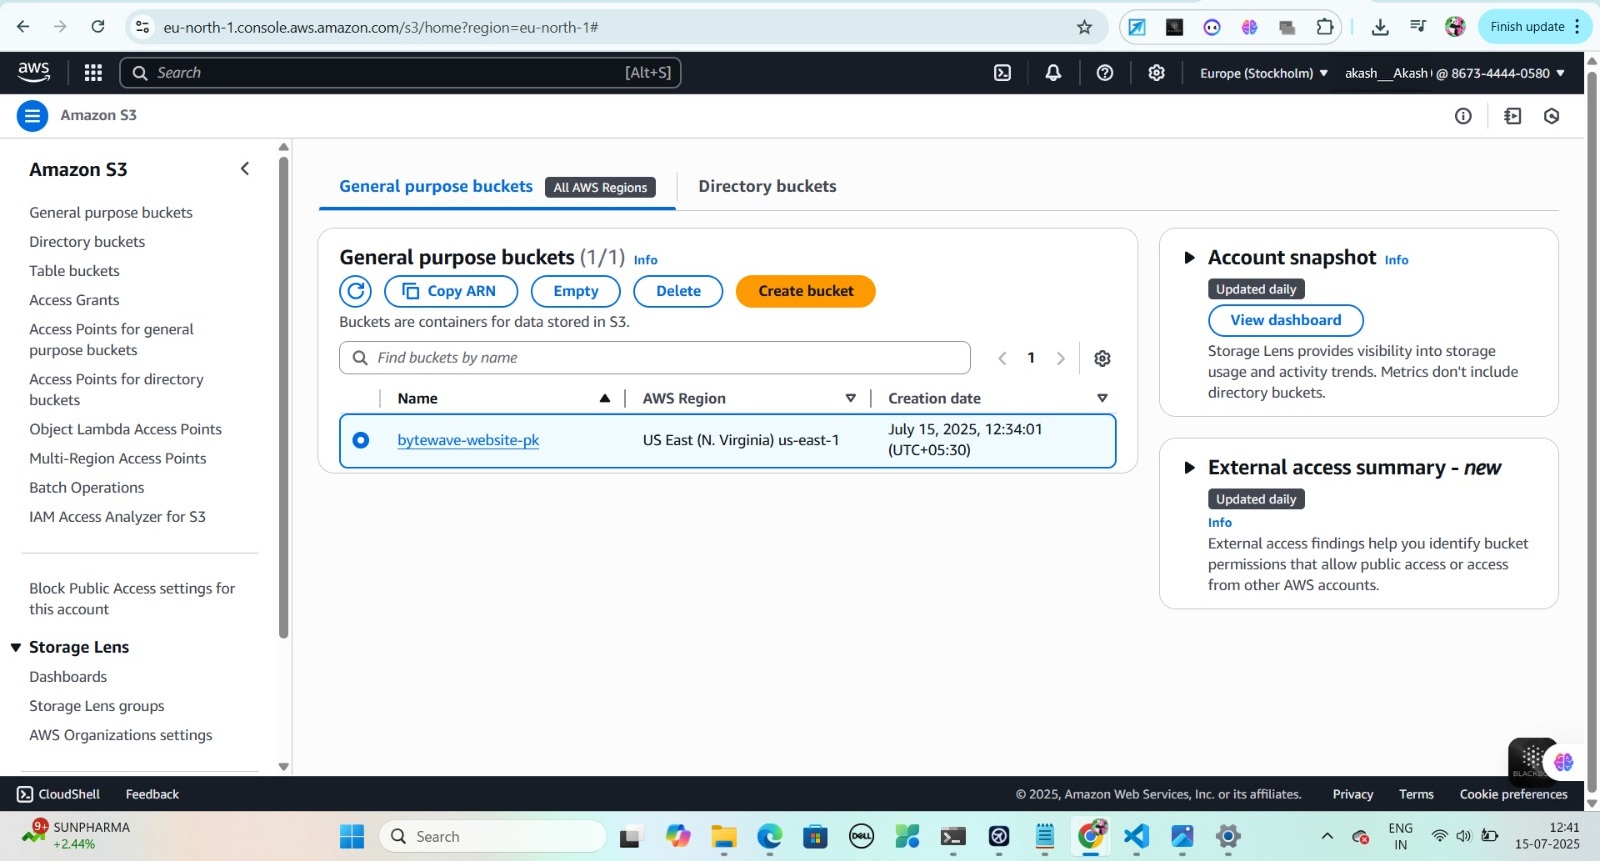 eu-north-1.console.aws.amazon.com/s3/home?region=eu-north-1#
Finish update
aws
Search
[Alt+S]
Europe (Stockholm)
akash__Akash @ 8673-4444-0580
Amazon S3
Amazon S3
General purpose buckets
Directory buckets
Table buckets
Access Grants
Access Points for general
purpose buckets
Access Points for directory
buckets
Object Lambda Access Points
Multi-Region Access Points
Batch Operations
IAM Access Analyzer for S3
Block Public Access settings for
this account
Storage Lens
Dashboards
Storage Lens groups
AWS Organizations settings
General purpose buckets
All AWS Regions
Directory buckets
General purpose buckets (1/1) Info
Copy ARN
Empty
Delete
Create bucket
Buckets are containers for data stored in S3.
Find buckets by name
1
Name
AWS Region
Creation date
bytewave-website-pk
US East (N. Virginia) us-east-1
July 15, 2025, 12:34:01
(UTC+05:30)
Account snapshot Info
Updated daily
View dashboard
Storage Lens provides visibility into storage
usage and activity trends. Metrics don't include
directory buckets.
External access summary - new
Updated daily
Info
External access findings help you identify bucket
permissions that allow public access or access
from other AWS accounts.
CloudShell
Feedback
© 2025, Amazon Web Services, Inc. or its affiliates.
Privacy
Terms
Cookie preferences
9+
SUNPHARMA
+2.44%
Search
DELL
ENG
IN
12:41
15-07-2025